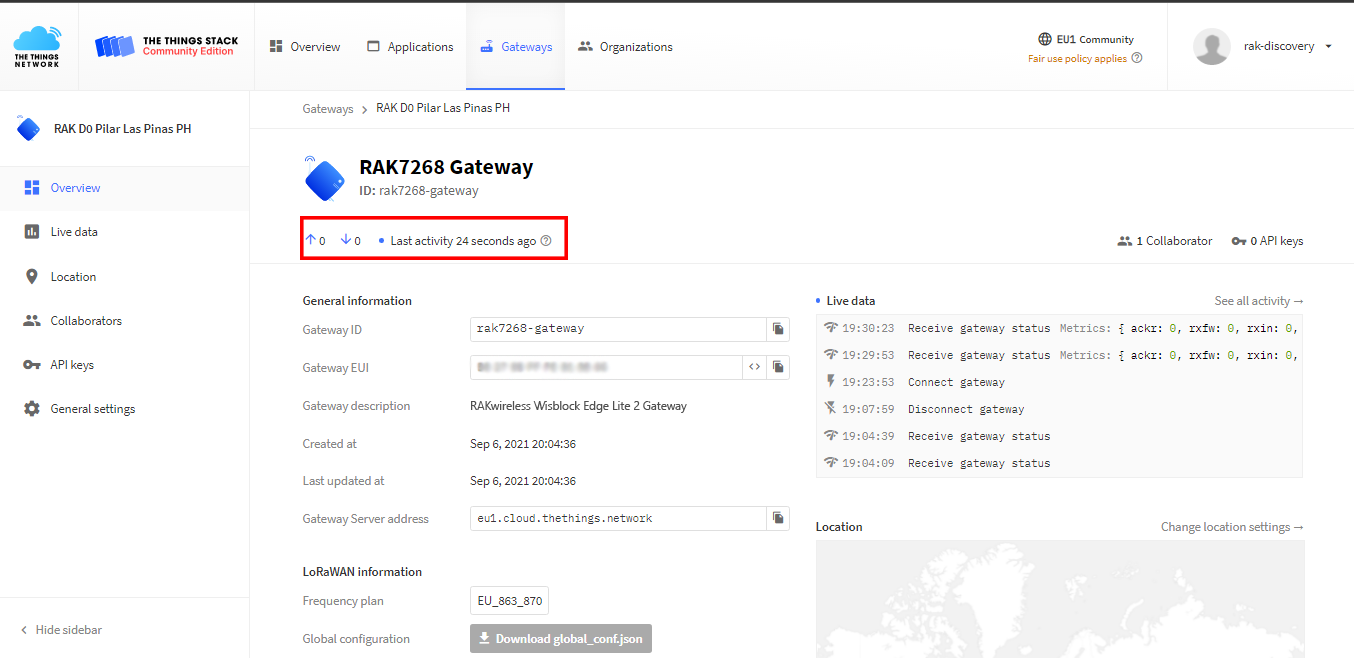 THE THINGS
NETWORK
THE THINGS STACK
Community Edition
Overview
Applications
Gateways
Organizations
EU1 Community
Fair use policy applies
rak-discovery
RAK D0 Pilar Las Pinas PH
Overview
Live data
Location
Collaborators
API keys
General settings
Hide sidebar
Gateways > RAK D0 Pilar Las Pinas PH
RAK7268 Gateway
ID: rak7268-gateway
↑ 0 ↓ 0 • Last activity 24 seconds ago
1 Collaborator
0 API keys
General information
Gateway ID rak7268-gateway
Gateway EUI
Gateway description RAKwireless Wisblock Edge Lite 2 Gateway
Created at Sep 6, 2021 20:04:36
Last updated at Sep 6, 2021 20:04:36
Gateway Server address eu1.cloud.thethings.network
LoRaWAN information
Frequency plan EU_863_870
Global configuration Download global_conf.json
• Live data See all activity →
19:30:23 Receive gateway status Metrics: { ackr: 0, rxfw: 0, rxin: 0,
19:29:53 Receive gateway status Metrics: { ackr: 0, rxfw: 0, rxin: 0,
19:23:53 Connect gateway
19:07:59 Disconnect gateway
19:04:39 Receive gateway status
19:04:09 Receive gateway status
Location Change location settings →